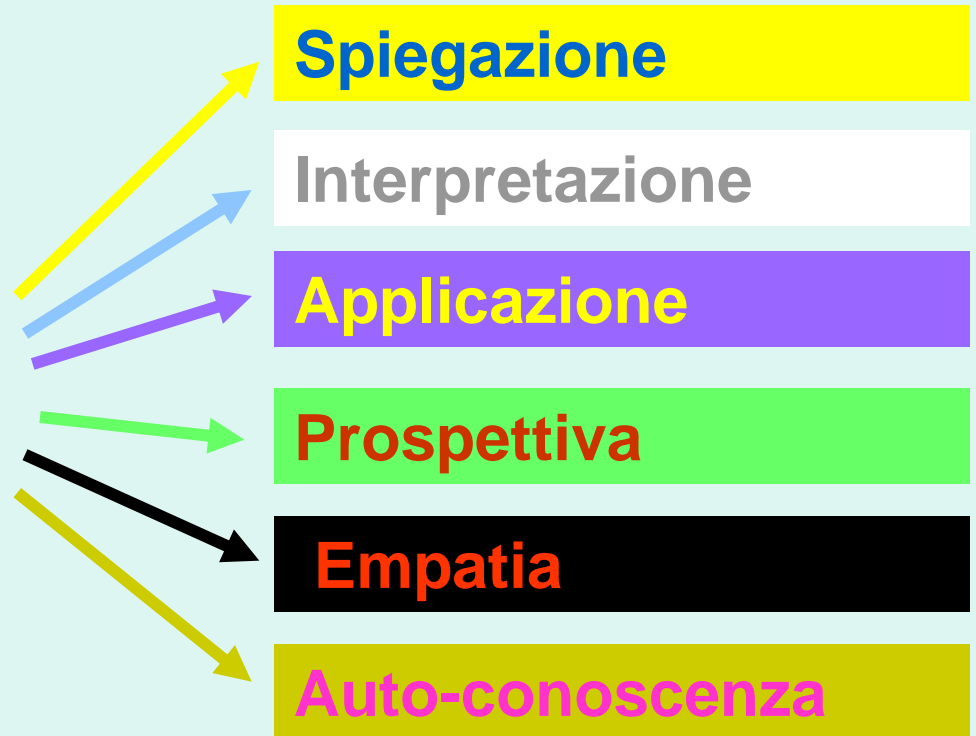 Spiegazione
Interpretazione
Applicazione
Prospettiva
Empatia
Auto-conoscenza